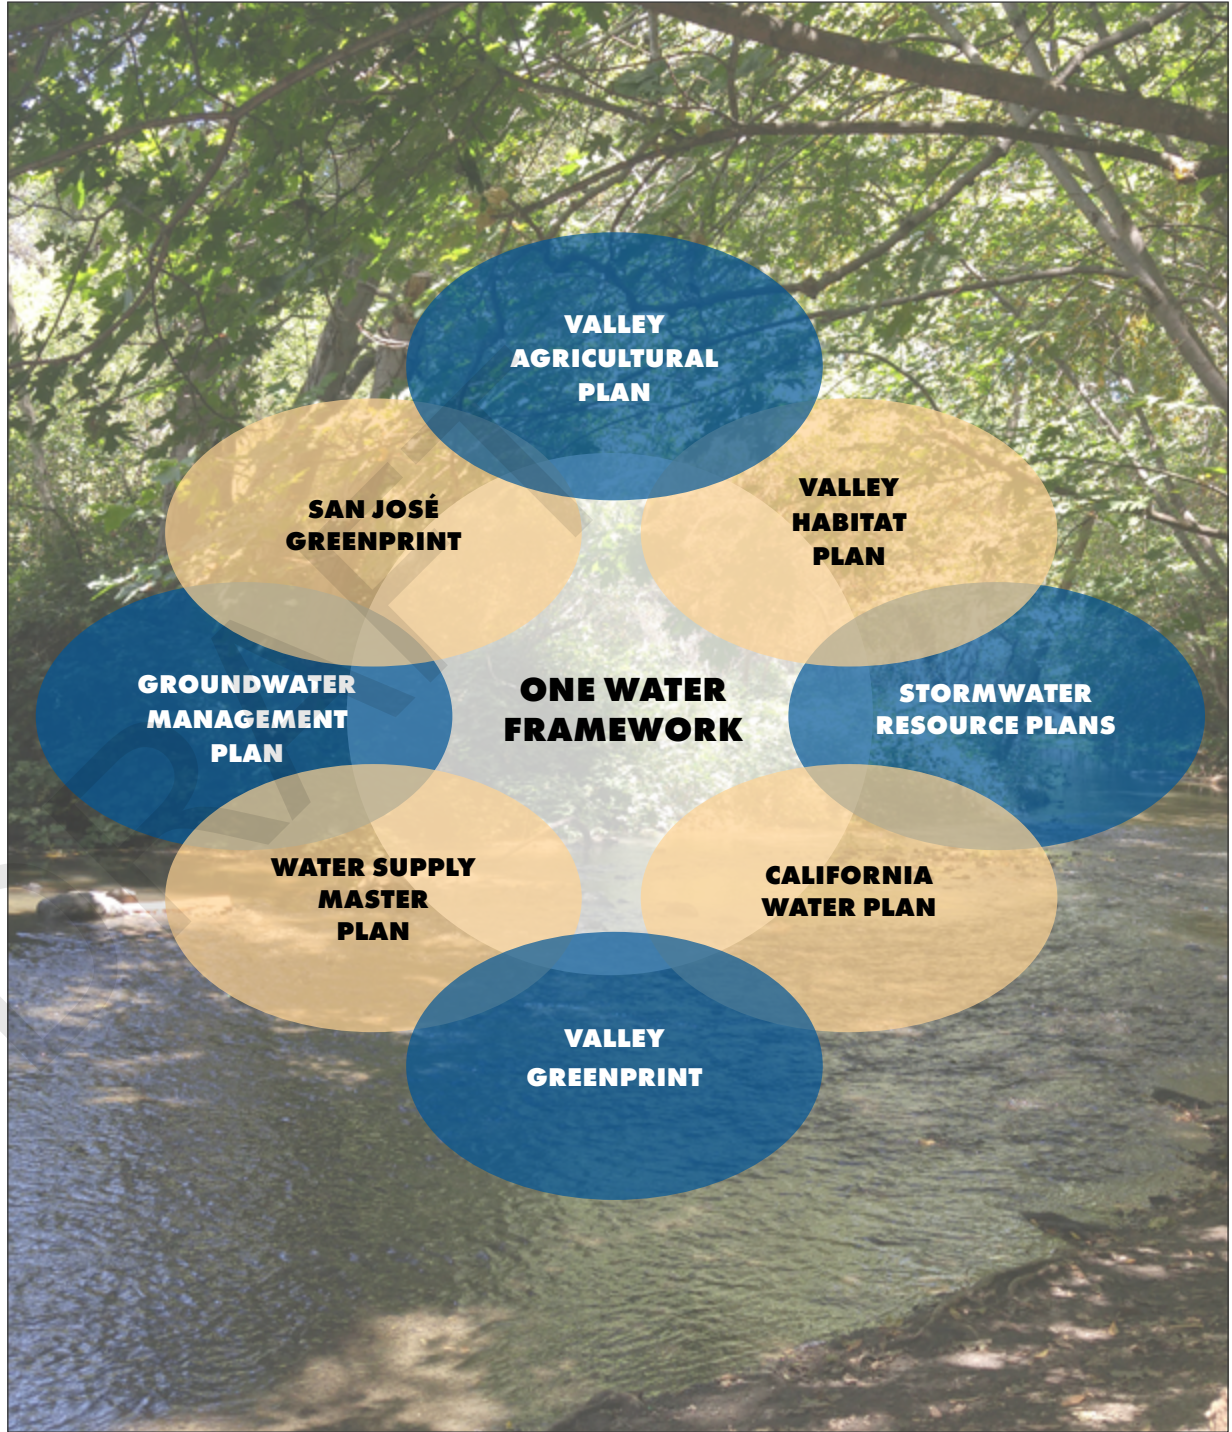 VALLEY
AGRICULTURAL
PLAN
SAN JOSÉ
GREENPRINT
VALLEY
HABITAT
PLAN
GROUNDWATER
MANAGEMENT
PLAN
ONE WATER
FRAMEWORK
STORMWATER
RESOURCE PLANS
WATER SUPPLY
MASTER
PLAN
CALIFORNIA
WATER PLAN
VALLEY
GREENPRINT